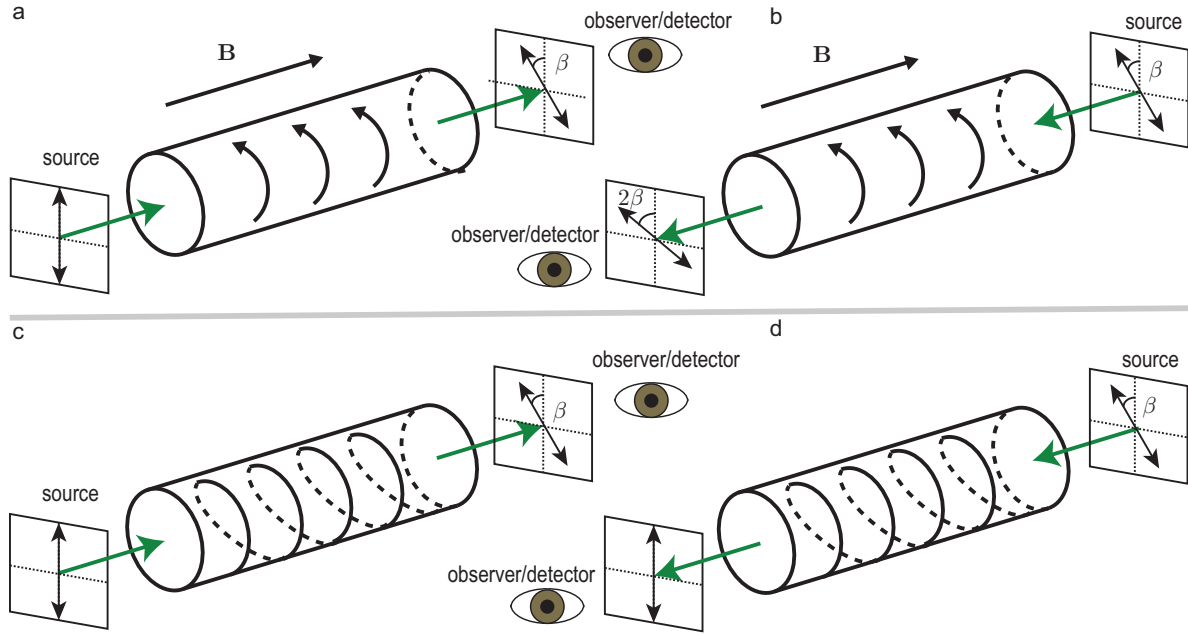 a
B
source
observer/detector
β
b
B
source
β
observer/detector
2β
c
source
observer/detector
β
d
source
β
observer/detector